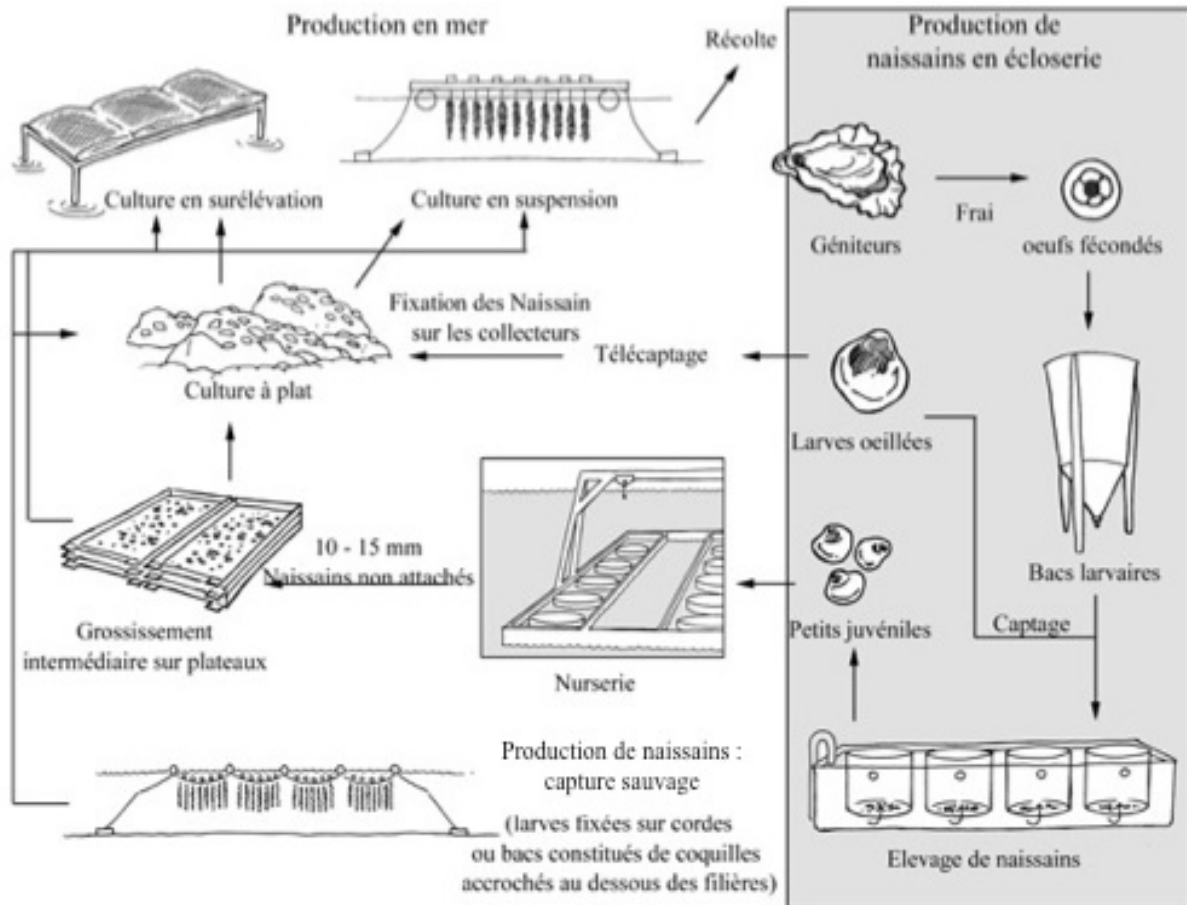 Production en mer
Récolte
Culture en surélévation
Culture en suspension
Fixation des Naissain
sur les collecteurs
Télécaptage
Culture à plat
10 - 15 mm
Naissains non attachés
Grossissement
intermédiaire sur plateaux
Nurserie
Production de naissains :
capture sauvage
(larves fixées sur cordes
ou bacs constitués de coquilles
accrochés au dessous des filières)
Production de
naissains en écloserie
Géniteurs
Frai
oeufs fécondés
Larves oeillées
Bacs larvaires
Petits juvéniles
Captage
Elevage de naissains